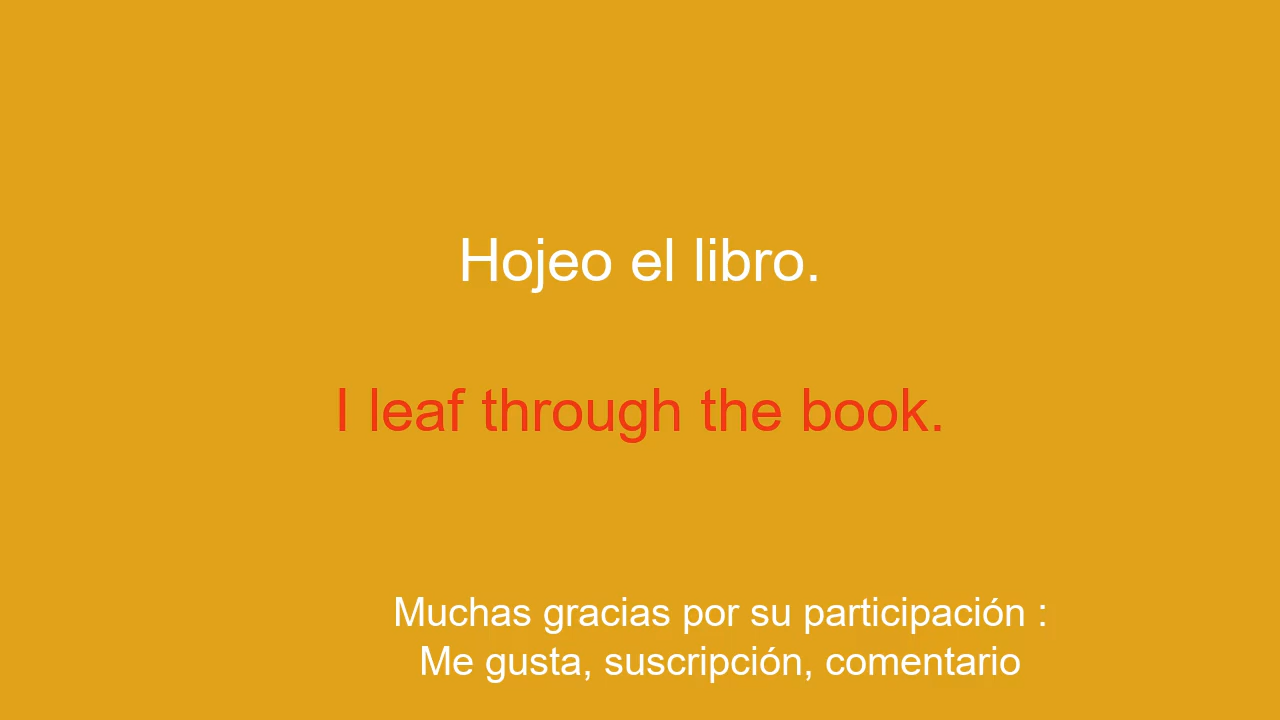 Hojeo el libro.
I leaf through the book.
Muchas gracias por su participación :
Me gusta, suscripción, comentario